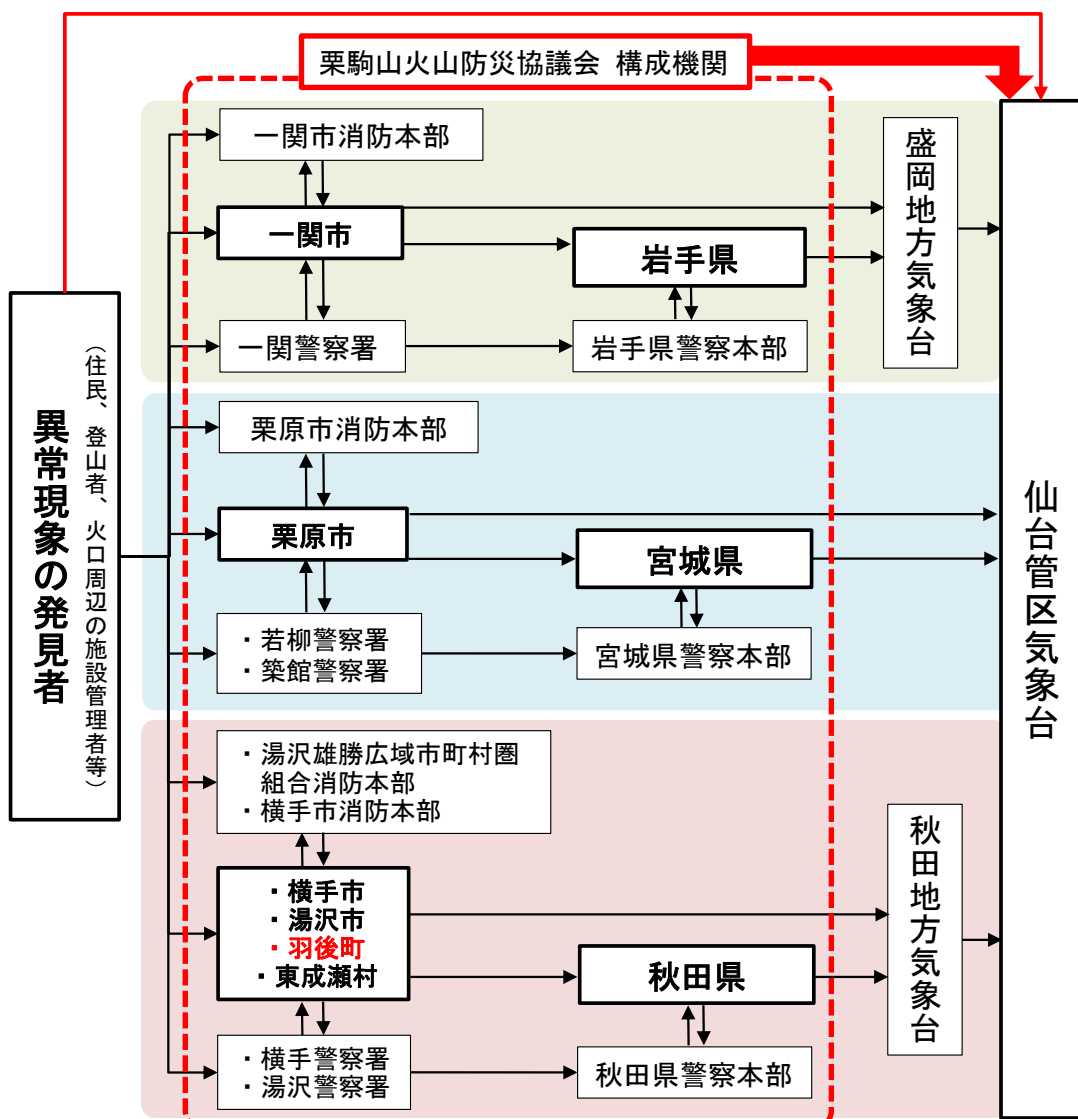 栗駒山火山防災協議会 構成機関
異常現象の発見者
（住民、登山者、火口周辺の施設管理者等）
一関市消防本部
一関市
一関警察署
岩手県
岩手県警察本部
盛岡地方気象台
栗原市消防本部
栗原市
・若柳警察署
・築館警察署
宮城県
宮城県警察本部
・湯沢雄勝広域市町村圏
組合消防本部
・横手市消防本部
・横手市
・湯沢市
・羽後町
・東成瀬村
・横手警察署
・湯沢警察署
秋田県
秋田県警察本部
秋田地方気象台
仙台管区気象台